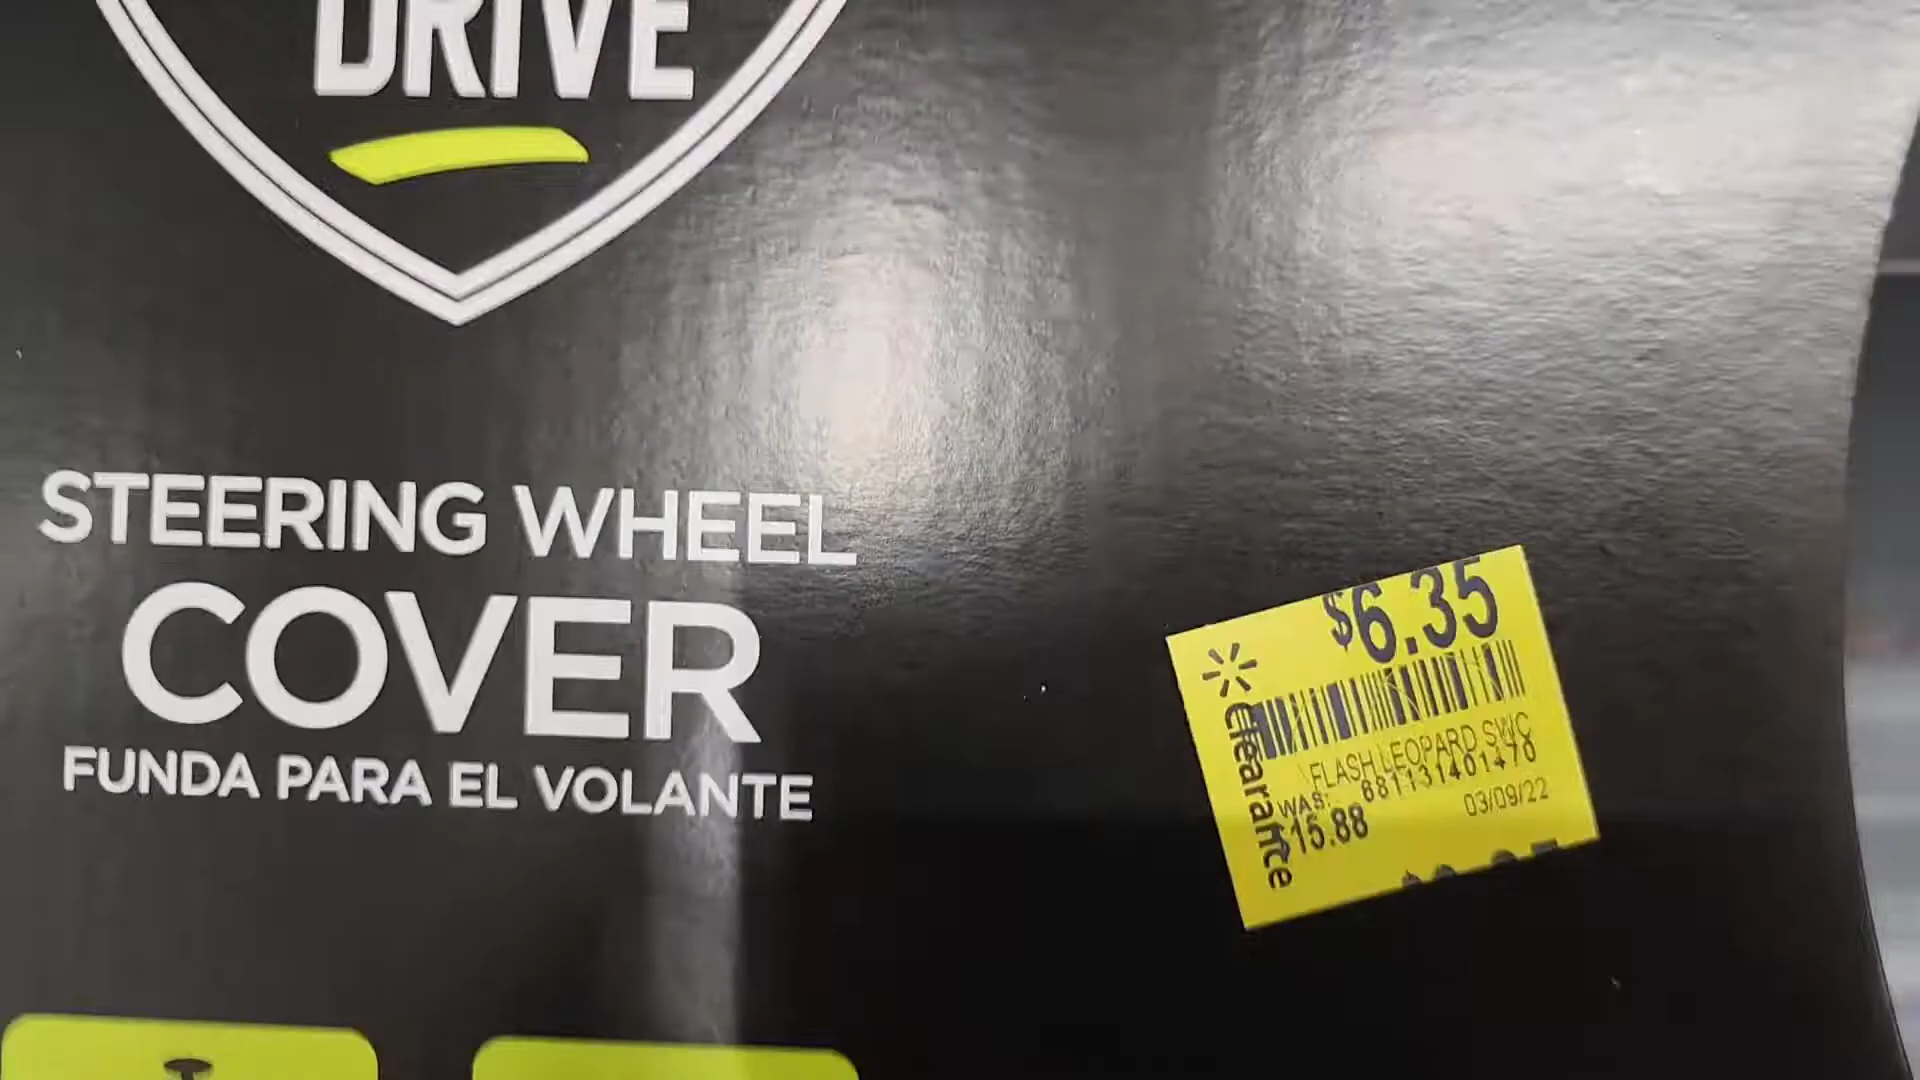 DRIVE
STEERING WHEEL
COVER
FUNDA PARA EL VOLANTE
$6.35
Clearance
FLASH LEOPARD SWC
681131401470
WAS:
03/09/22
$15.88